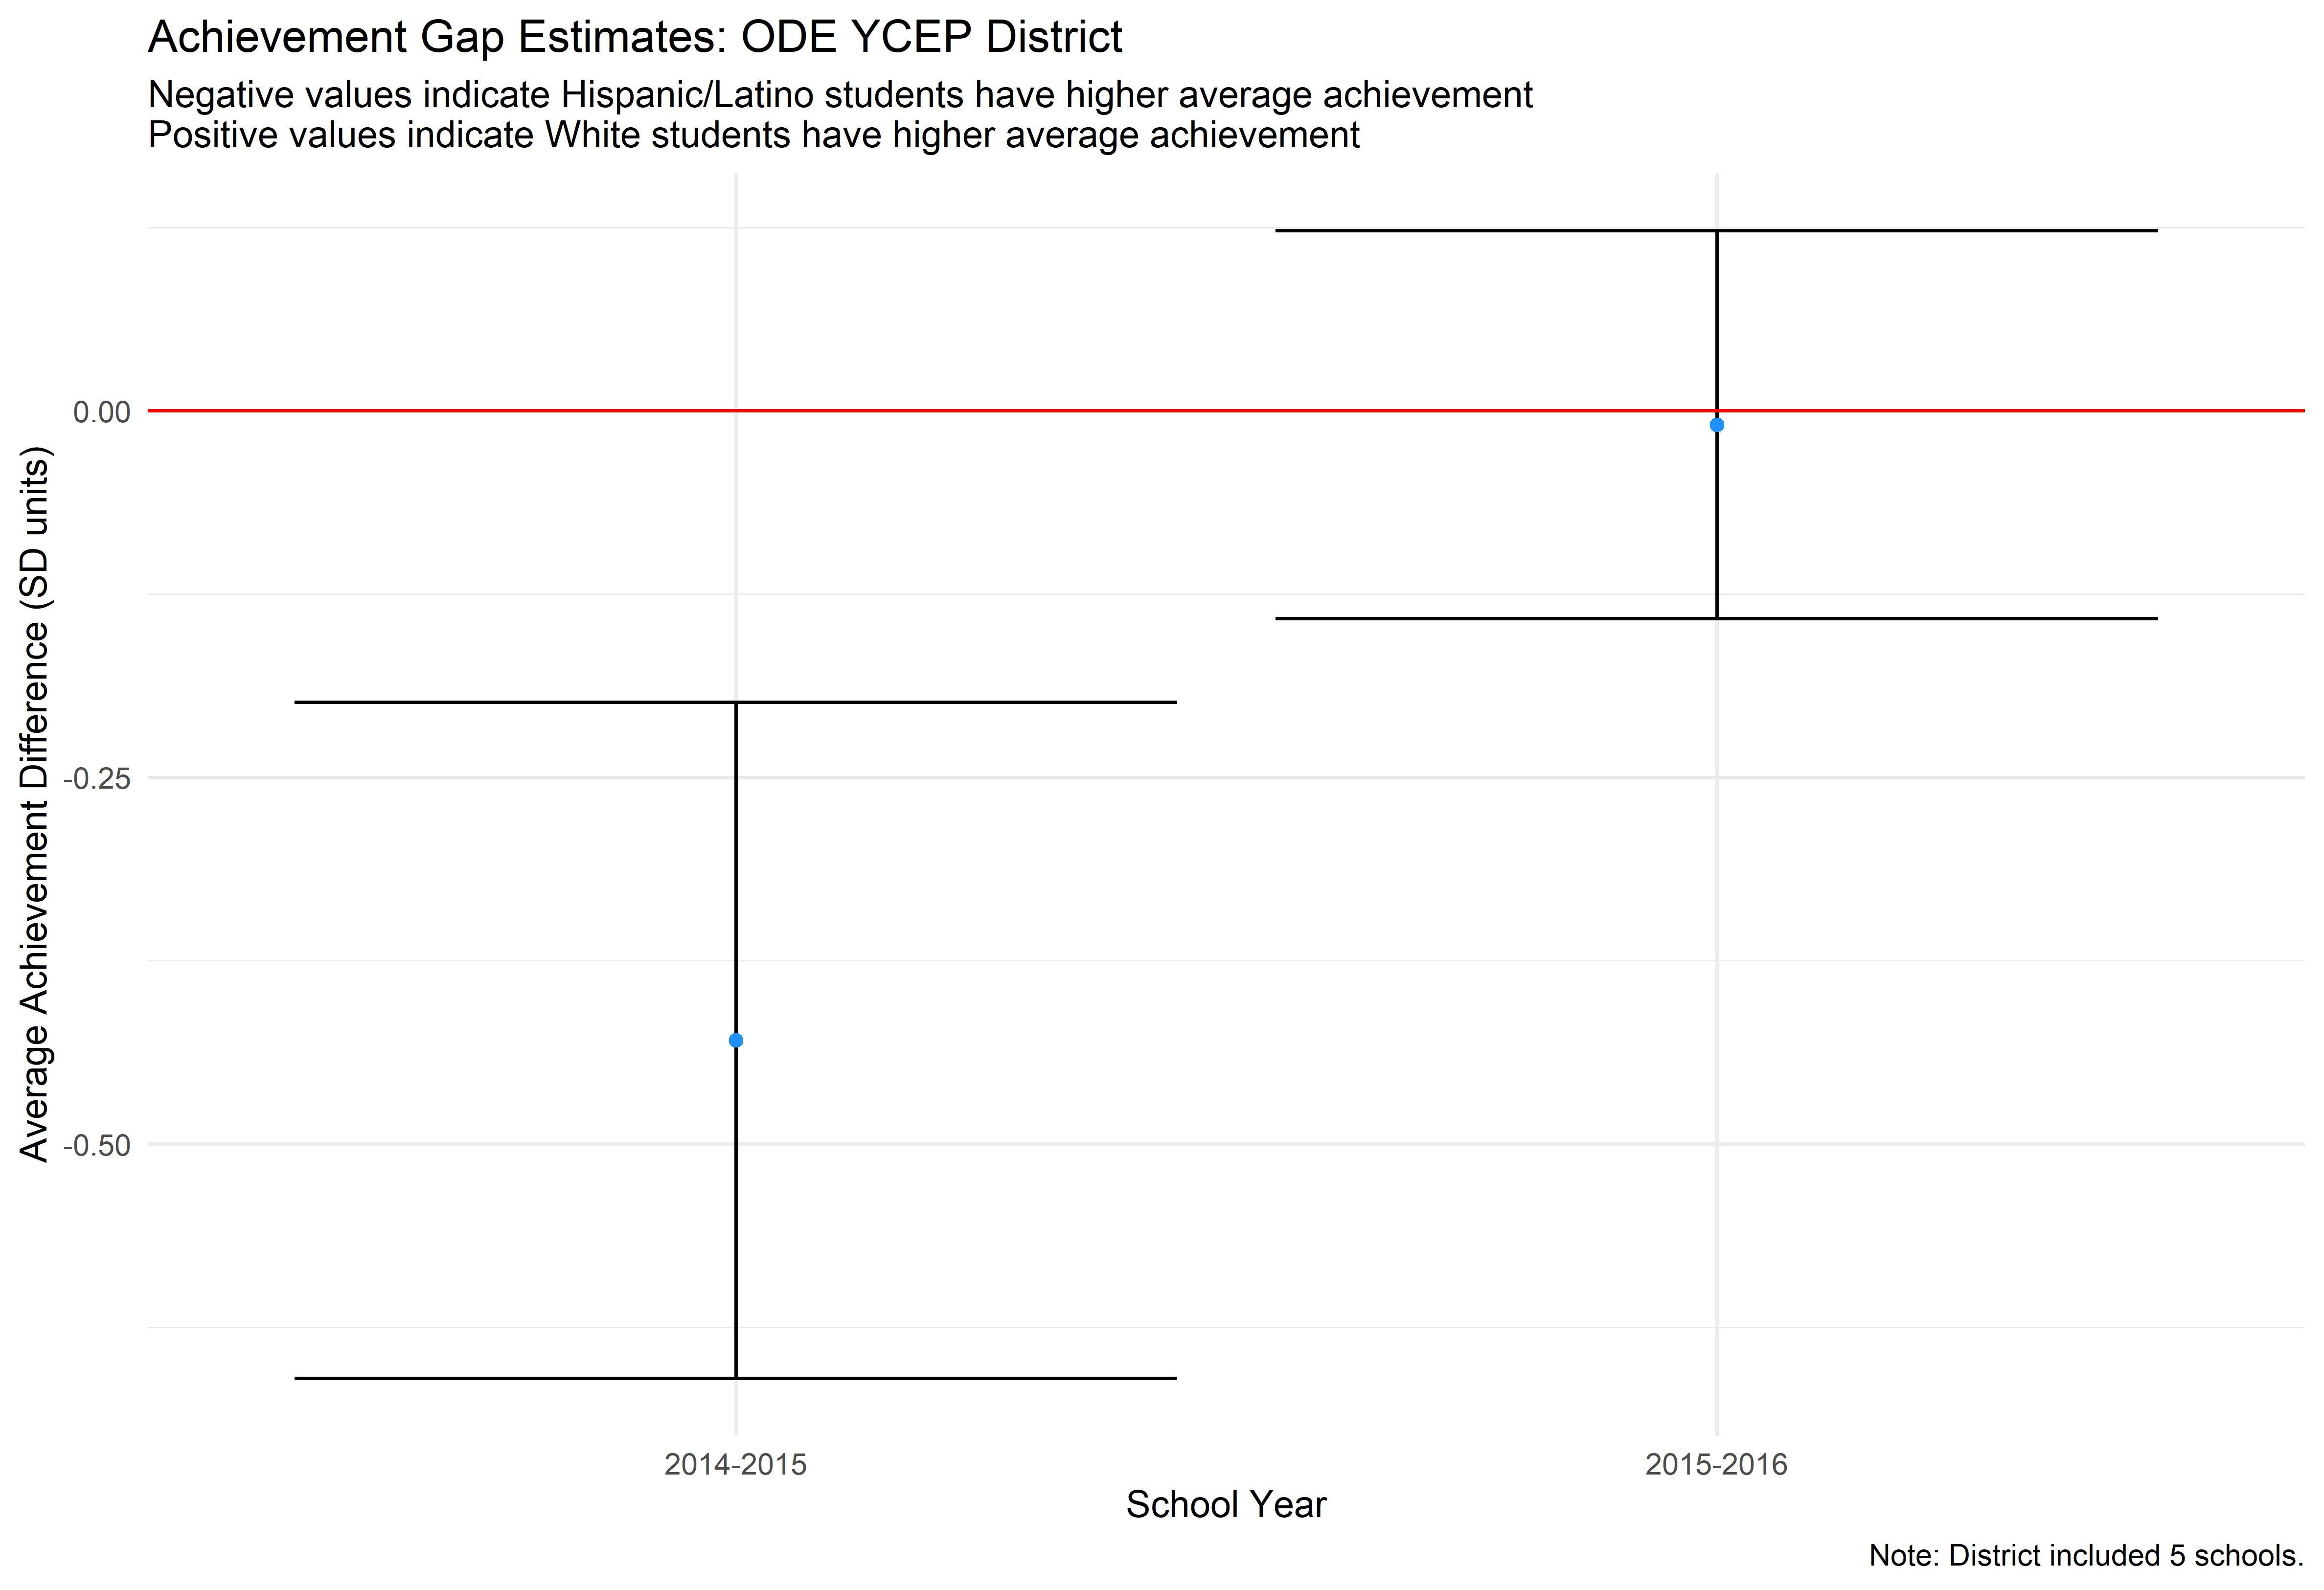 Achievement Gap Estimates: ODE YCEP District
Negative values indicate Hispanic/Latino students have higher average achievement
Positive values indicate White students have higher average achievement
Average Achievement Difference (SD units)
0.00
-0.25
-0.50
2014-2015
2015-2016
School Year
Note: District included 5 schools.